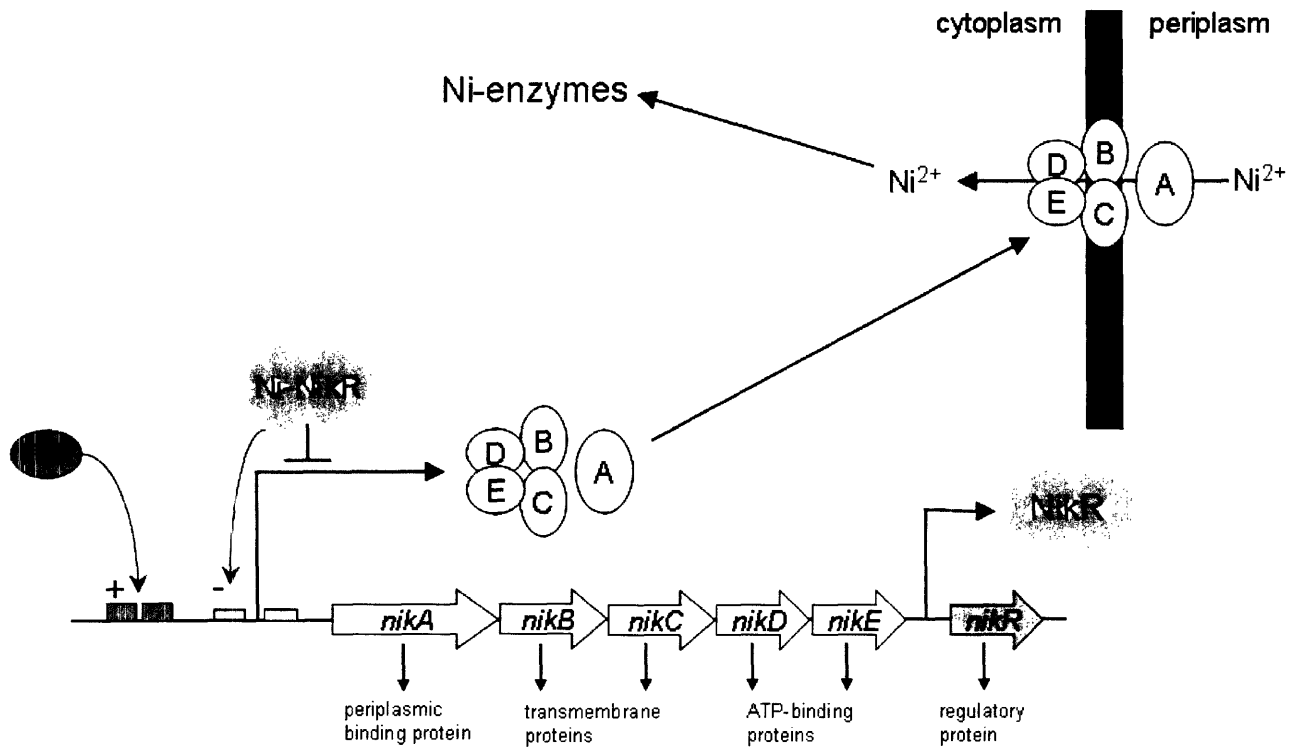 cytoplasm periplasm
Ni-enzymes
Ni2+ D B A Ni2+
E C
Ni-NikR
D B A
E C
NikR
+ -
nikA nikB nikC nikD nikE nikR
periplasmic transmembrane ATP-binding regulatory
binding protein proteins proteins protein